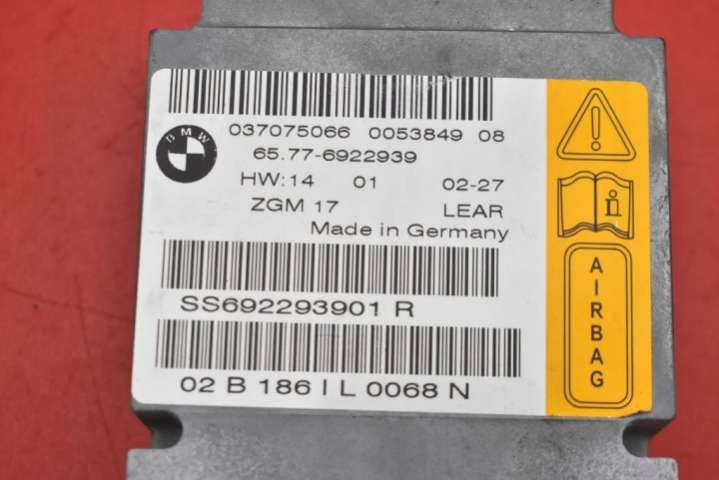 BMW
037075066 0053849 08
65.77-6922939
HW:14 01 02-27
ZGM 17 LEAR
Made in Germany
SS692293901 R
02 B 186 I L 0068 N
AIRBAG